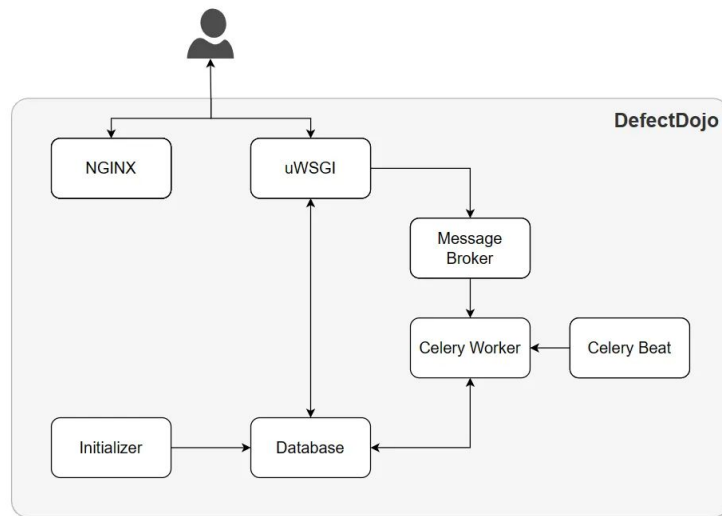 DefectDojo
NGINX
uWSGI
Message
Broker
Celery Worker
Celery Beat
Initializer
Database